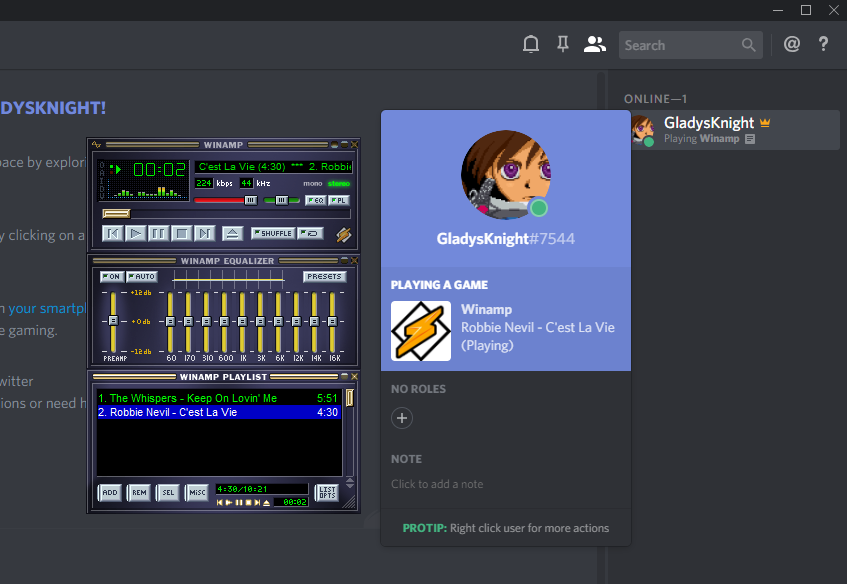 Search
@
?
DYSKNIGHT!
ONLINE—1
GladysKnight
Playing Winamp
pace by explori
y clicking on a
n your smartpl
e gaming.
witter
ions or need h
WINAMP
00:02
C'est La Vie (4:30) *** 2. Robbie
224 kbps 44 kHz mono stereo
EQ PL
SHUFFLE
WINAMP EQUALIZER
ON AUTO PRESETS
+12 db
+0 db
-12 db
PREAMP 60 170 310 600 1K 3K 6K 12K 14K 16K
WINAMP PLAYLIST
1. The Whispers - Keep On Lovin' Me 5:51
2. Robbie Nevil - C'est La Vie 4:30
ADD REM SEL MISC 4:30/10:21 LIST OPTS
00:02
GladysKnight#7544
PLAYING A GAME
Winamp
Robbie Nevil - C'est La Vie
(Playing)
NO ROLES
+
NOTE
Click to add a note
PROTIP: Right click user for more actions